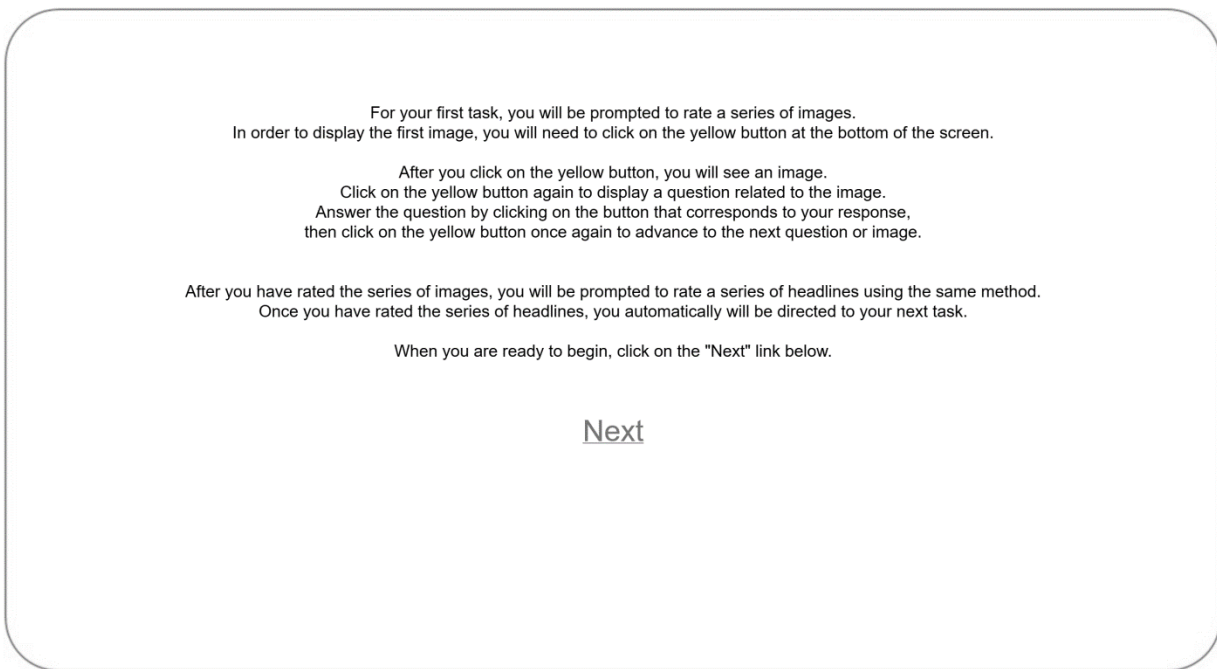 For your first task, you will be prompted to rate a series of images.
In order to display the first image, you will need to click on the yellow button at the bottom of the screen.
After you click on the yellow button, you will see an image.
Click on the yellow button again to display a question related to the image.
Answer the question by clicking on the button that corresponds to your response,
then click on the yellow button once again to advance to the next question or image.
After you have rated the series of images, you will be prompted to rate a series of headlines using the same method.
Once you have rated the series of headlines, you automatically will be directed to your next task.
When you are ready to begin, click on the "Next" link below.
Next